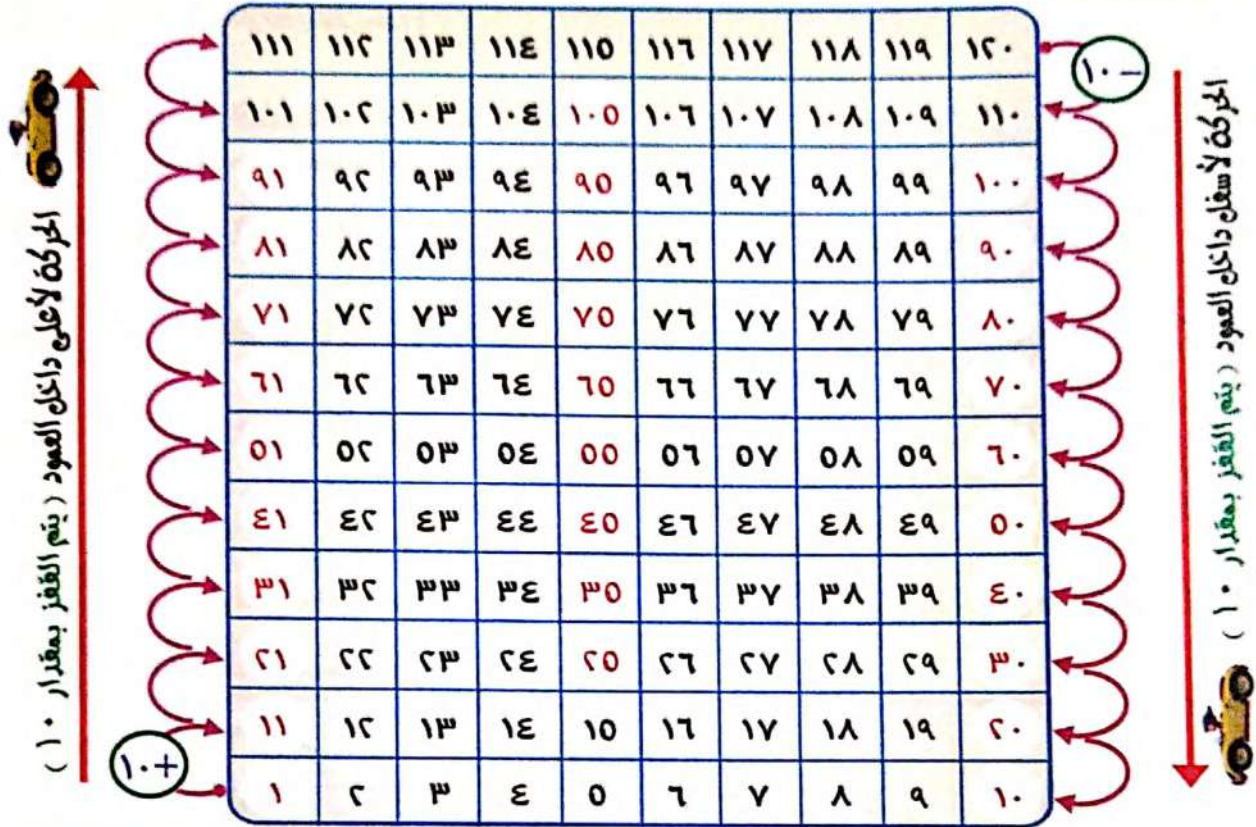 ١١١ ١١٢ ١١٣ ١١٤ ١١٥ ١١٦ ١١٧ ١١٨ ١١٩ ١٢٠
١٠١ ١٠٢ ١٠٣ ١٠٤ ١٠٥ ١٠٦ ١٠٧ ١٠٨ ١٠٩ ١١٠
٩١ ٩٢ ٩٣ ٩٤ ٩٥ ٩٦ ٩٧ ٩٨ ٩٩ ١٠٠
٨١ ٨٢ ٨٣ ٨٤ ٨٥ ٨٦ ٨٧ ٨٨ ٨٩ ٩٠
٧١ ٧٢ ٧٣ ٧٤ ٧٥ ٧٦ ٧٧ ٧٨ ٧٩ ٨٠
٦١ ٦٢ ٦٣ ٦٤ ٦٥ ٦٦ ٦٧ ٦٨ ٦٩ ٧٠
٥١ ٥٢ ٥٣ ٥٤ ٥٥ ٥٦ ٥٧ ٥٨ ٥٩ ٦٠
٤١ ٤٢ ٤٣ ٤٤ ٤٥ ٤٦ ٤٧ ٤٨ ٤٩ ٥٠
٣١ ٣٢ ٣٣ ٣٤ ٣٥ ٣٦ ٣٧ ٣٨ ٣٩ ٤٠
٢١ ٢٢ ٢٣ ٢٤ ٢٥ ٢٦ ٢٧ ٢٨ ٢٩ ٣٠
١١ ١٢ ١٣ ١٤ ١٥ ١٦ ١٧ ١٨ ١٩ ٢٠
١ ٢ ٣ ٤ ٥ ٦ ٧ ٨ ٩ ١٠
١٠ −
١٠ +
الحركة لأسفل داخل العمود ( يتم القفز بمقدار ١٠ )
الحركة لأعلى داخل العمود ( يتم القفز بمقدار ١٠ )